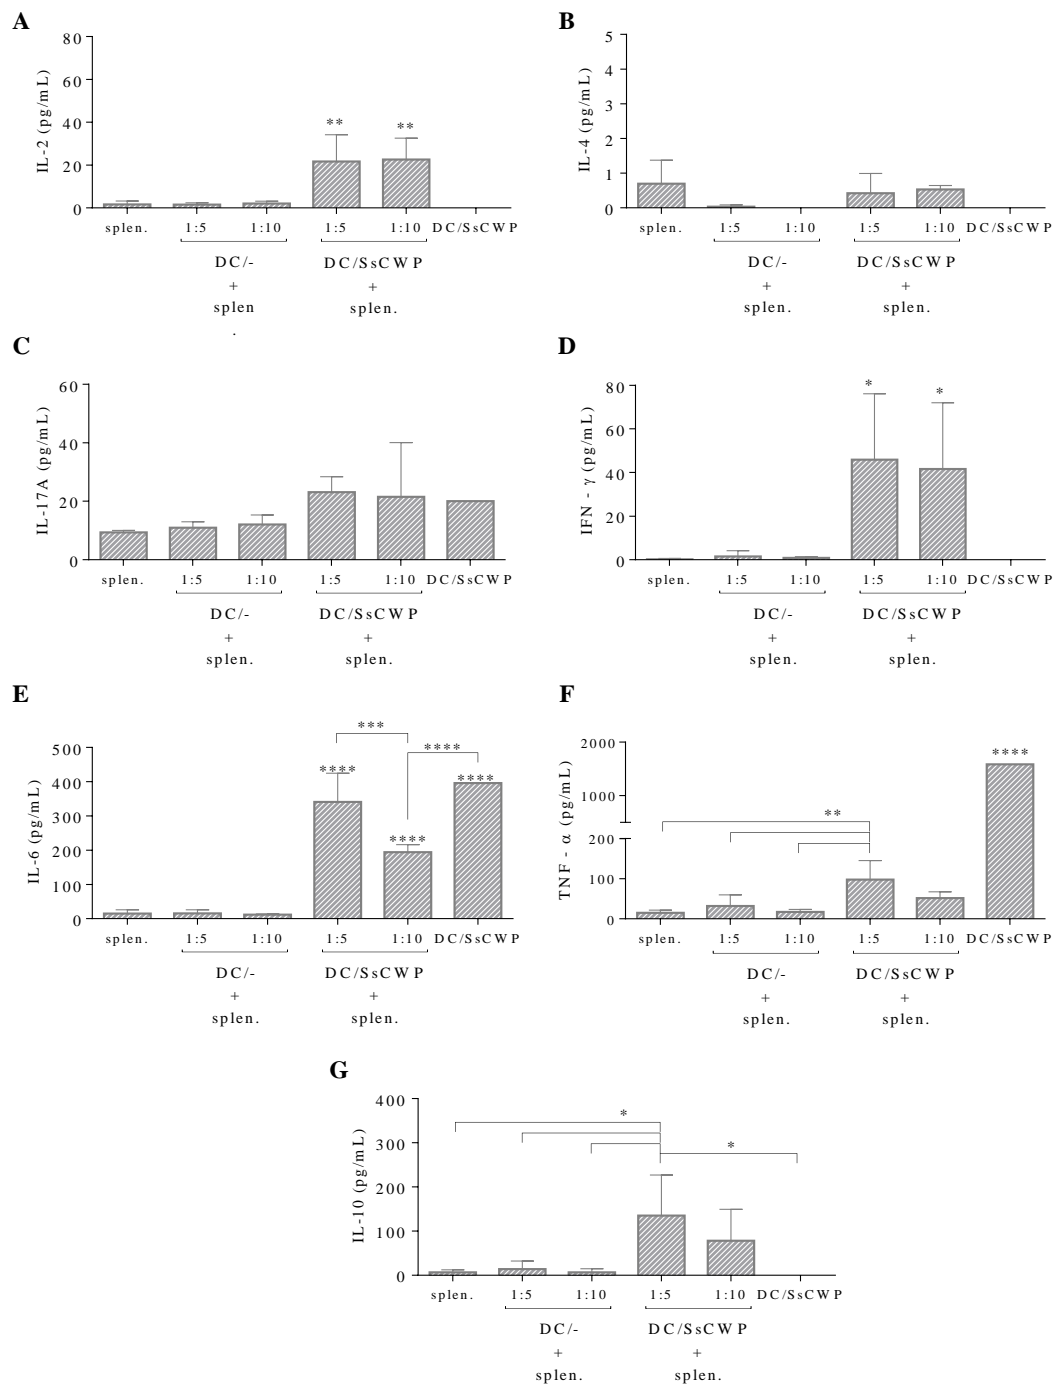 A
IL-2 (pg/mL)
80
60
40
20
0
** **
splen. 1:5 1:10 1:5 1:10 DC/SsCWP
DC/- DC/SsCWP
+ +
splen splen.
.
B
IL-4 (pg/mL)
5
4
3
2
1
0
splen. 1:5 1:10 1:5 1:10 DC/SsCWP
DC/- DC/SsCWP
+ +
splen. splen.
C
IL-17A (pg/mL)
60
40
20
0
splen. 1:5 1:10 1:5 1:10 DC/SsCWP
DC/- DC/SsCWP
+ +
splen. splen.
D
IFN - γ (pg/mL)
80
60
40
20
0
* *
splen. 1:5 1:10 1:5 1:10 DC/SsCWP
DC/- DC/SsCWP
+ +
splen. splen.
E
IL-6 (pg/mL)
500
400
300
200
100
0
***
****
**** ****
****
splen. 1:5 1:10 1:5 1:10 DC/SsCWP
DC/- DC/SsCWP
+ +
splen. splen.
F
TNF - α (pg/mL)
2000
1000
200
100
0
****
**
splen. 1:5 1:10 1:5 1:10 DC/SsCWP
DC/- DC/SsCWP
+ +
splen. splen.
G
IL-10 (pg/mL)
400
300
200
100
0
*
*
splen. 1:5 1:10 1:5 1:10 DC/SsCWP
DC/- DC/SsCWP
+ +
splen. splen.